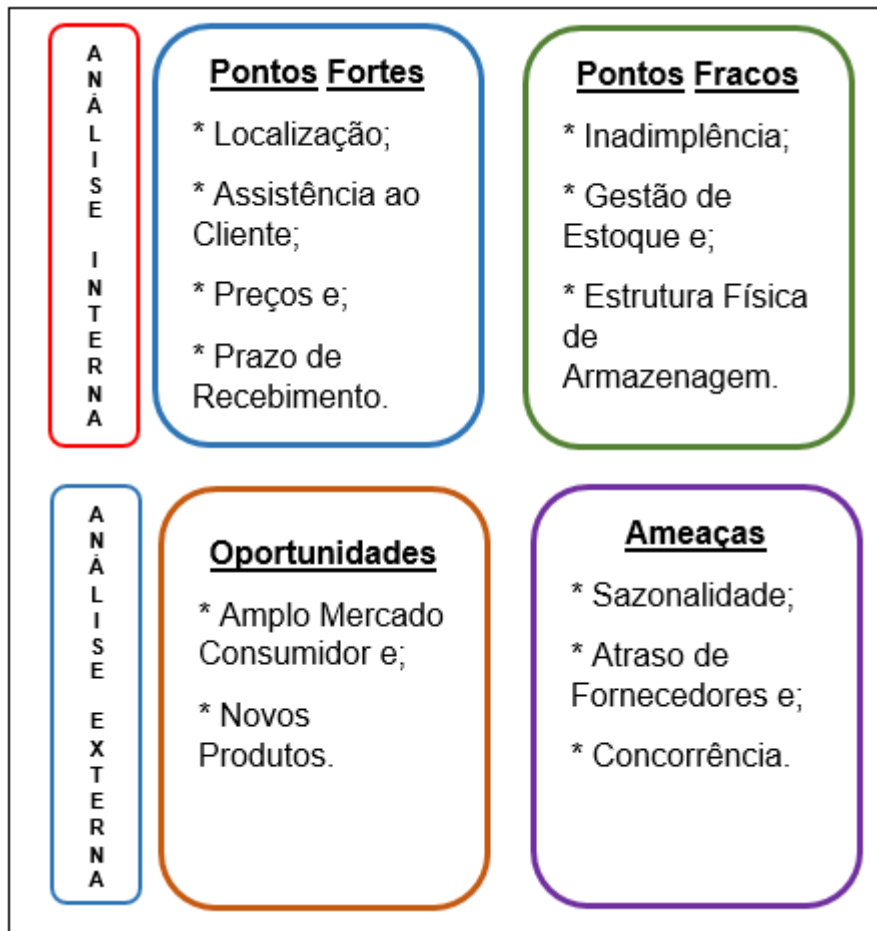 ANÁLISE INTERNA
Pontos Fortes
* Localização;
* Assistência ao
Cliente;
* Preços e;
* Prazo de
Recebimento.
Pontos Fracos
* Inadimplência;
* Gestão de
Estoque e;
* Estrutura Física
de
Armazenagem.
ANÁLISE EXTERNA
Oportunidades
* Amplo Mercado
Consumidor e;
* Novos
Produtos.
Ameaças
* Sazonalidade;
* Atraso de
Fornecedores e;
* Concorrência.